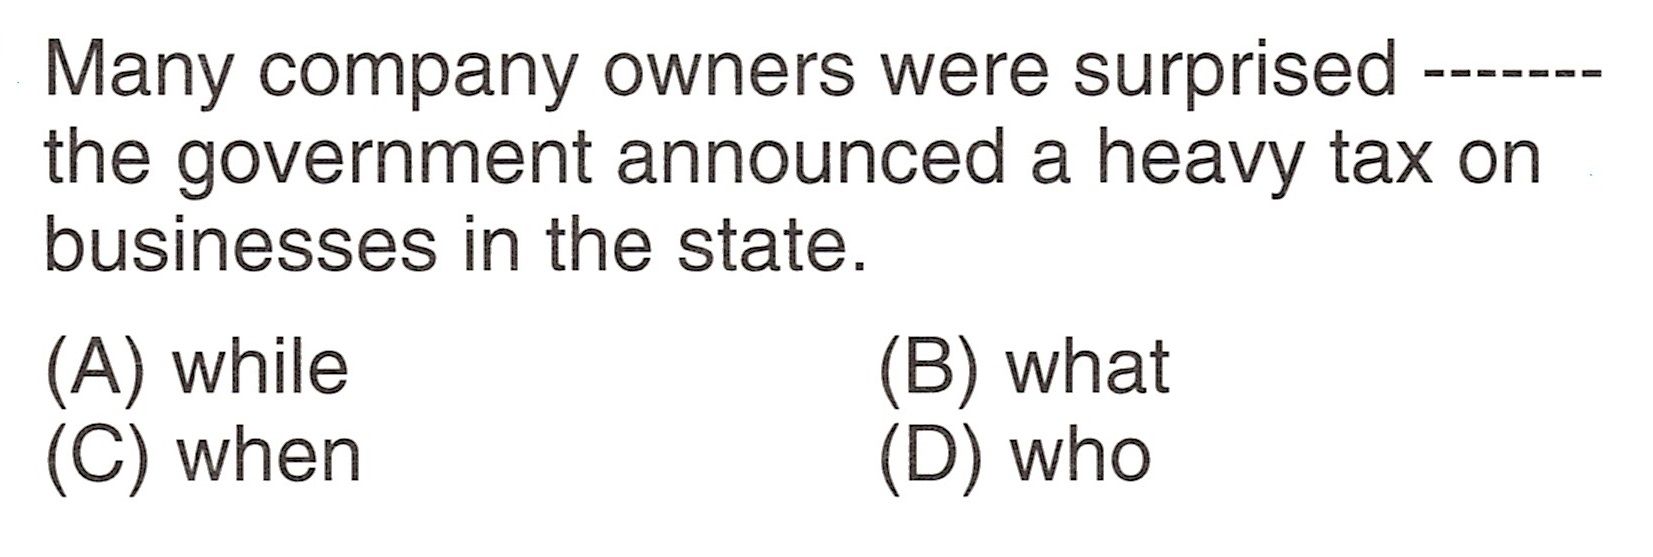 Many company owners were surprised -------
the government announced a heavy tax on
businesses in the state.
(A) while
(B) what
(C) when
(D) who